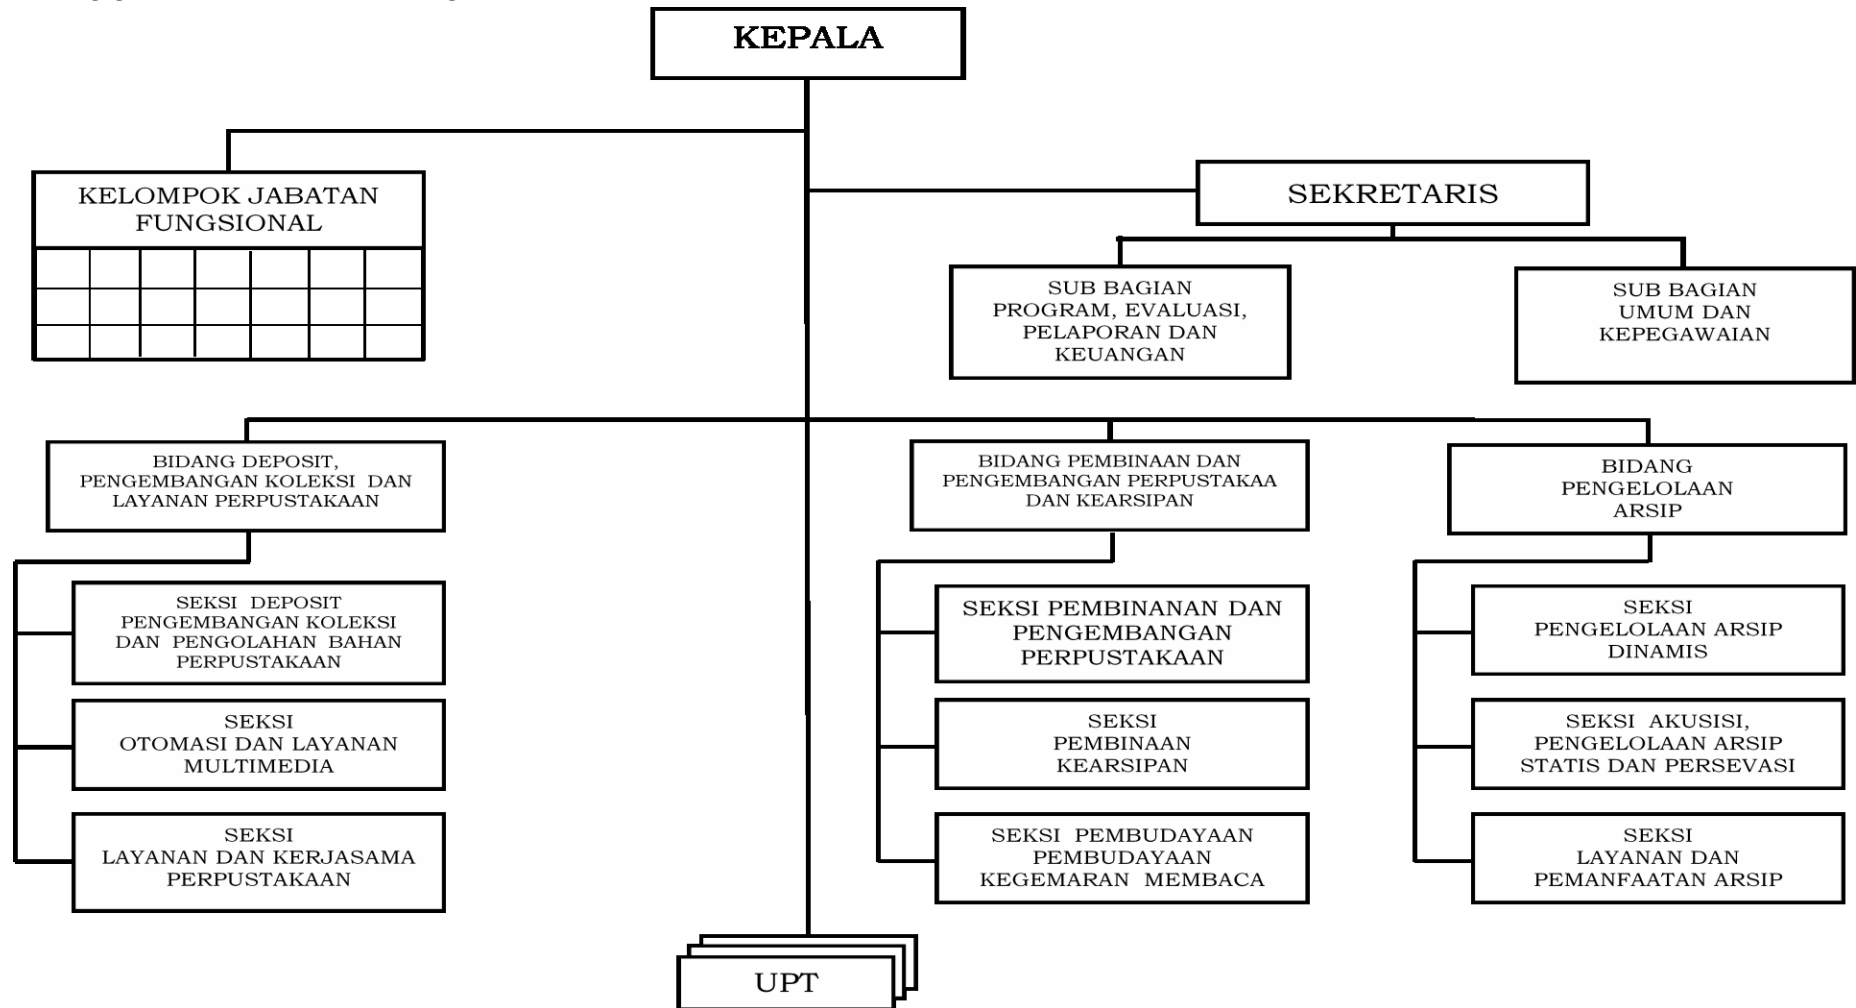 KEPALA
KELOMPOK JABATAN
FUNGSIONAL
SEKRETARIS
SUB BAGIAN
PROGRAM, EVALUASI,
PELAPORAN DAN
KEUANGAN
SUB BAGIAN
UMUM DAN
KEPEGAWAIAN
BIDANG DEPOSIT,
PENGEMBANGAN KOLEKSI DAN
LAYANAN PERPUSTAKAAN
BIDANG PEMBINAAN DAN
PENGEMBANGAN PERPUSTAKAA
DAN KEARSIPAN
BIDANG
PENGELOLAAN
ARSIP
SEKSI DEPOSIT
PENGEMBANGAN KOLEKSI
DAN PENGOLAHAN BAHAN
PERPUSTAKAAN
SEKSI PEMBINANAN DAN
PENGEMBANGAN
PERPUSTAKAAN
SEKSI
PENGELOLAAN ARSIP
DINAMIS
SEKSI
OTOMASI DAN LAYANAN
MULTIMEDIA
SEKSI
PEMBINAAN
KEARSIPAN
SEKSI AKUSISI,
PENGELOLAAN ARSIP
STATIS DAN PERSEVASI
SEKSI
LAYANAN DAN KERJASAMA
PERPUSTAKAAN
SEKSI PEMBUDAYAAN
PEMBUDAYAAN
KEGEMARAN MEMBACA
SEKSI
LAYANAN DAN
PEMANFAATAN ARSIP
UPT